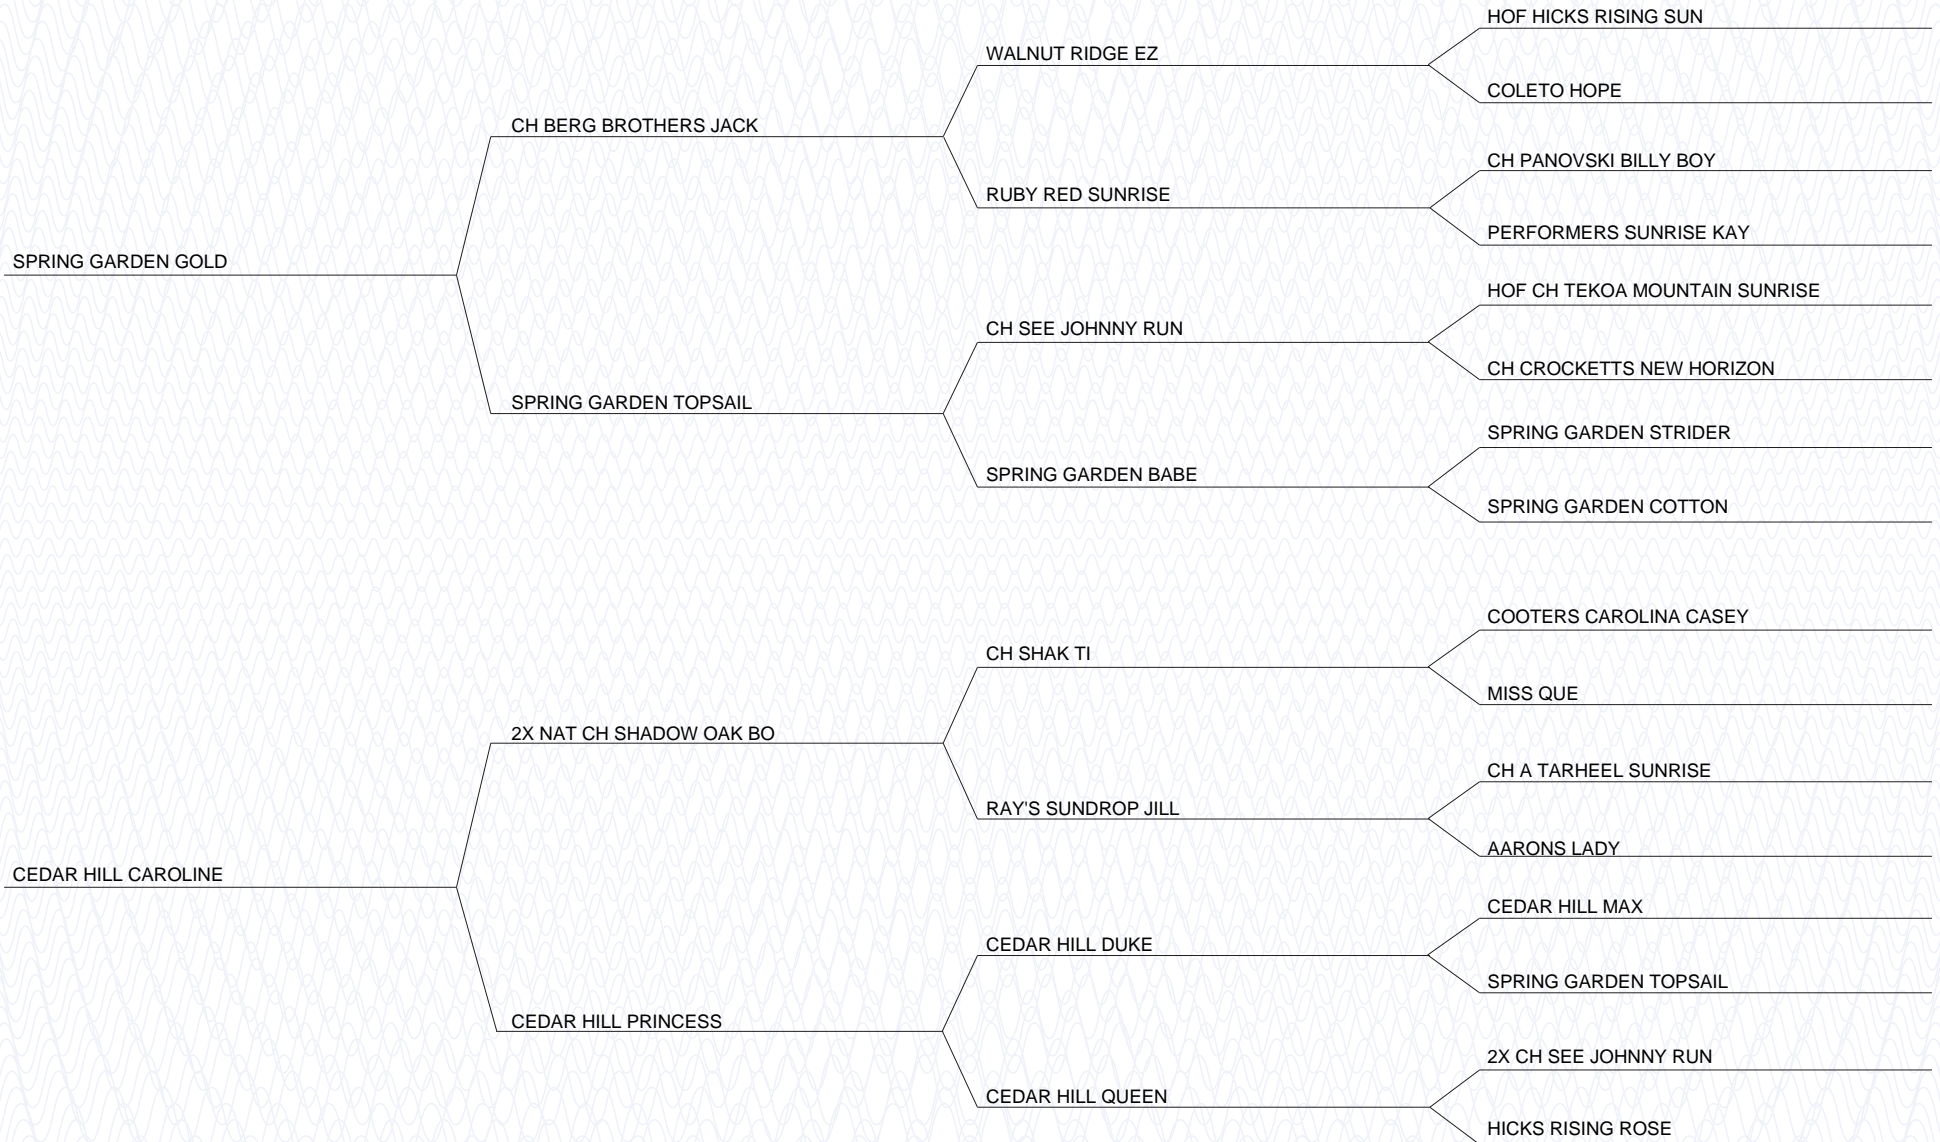 HOF HICKS RISING SUN
WALNUT RIDGE EZ
COLETO HOPE
CH BERG BROTHERS JACK
CH PANOVSKI BILLY BOY
RUBY RED SUNRISE
PERFORMERS SUNRISE KAY
SPRING GARDEN GOLD
HOF CH TEKOA MOUNTAIN SUNRISE
CH SEE JOHNNY RUN
CH CROCKETTS NEW HORIZON
SPRING GARDEN TOPSAIL
SPRING GARDEN STRIDER
SPRING GARDEN BABE
SPRING GARDEN COTTON
COOTERS CAROLINA CASEY
CH SHAK TI
MISS QUE
2X NAT CH SHADOW OAK BO
CH A TARHEEL SUNRISE
RAY'S SUNDROP JILL
AARONS LADY
CEDAR HILL CAROLINE
CEDAR HILL MAX
CEDAR HILL DUKE
SPRING GARDEN TOPSAIL
CEDAR HILL PRINCESS
2X CH SEE JOHNNY RUN
CEDAR HILL QUEEN
HICKS RISING ROSE